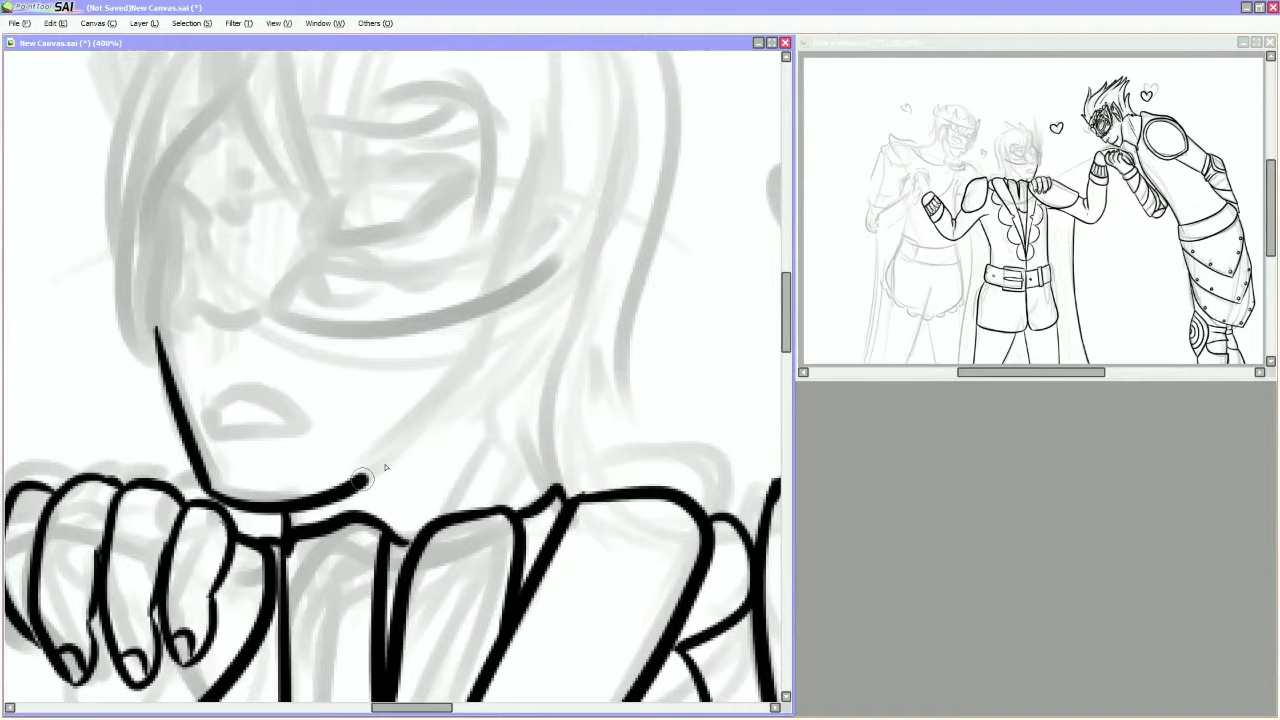 PaintTool SAI (Not Saved)New Canvas.sai (*)
File (F) Edit (E) Canvas (C) Layer (L) Selection (S) Filter (T) View (V) Window (W) Others (O)
New Canvas.sai (*) (400%)